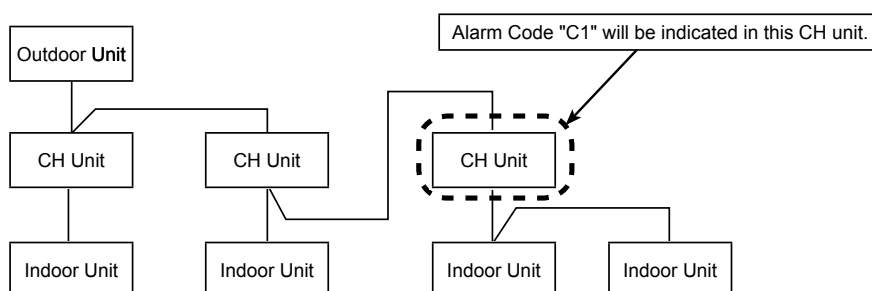 Alarm Code "C1" will be indicated in this CH unit.
Outdoor Unit
CH Unit
CH Unit
CH Unit
Indoor Unit
Indoor Unit
Indoor Unit
Indoor Unit